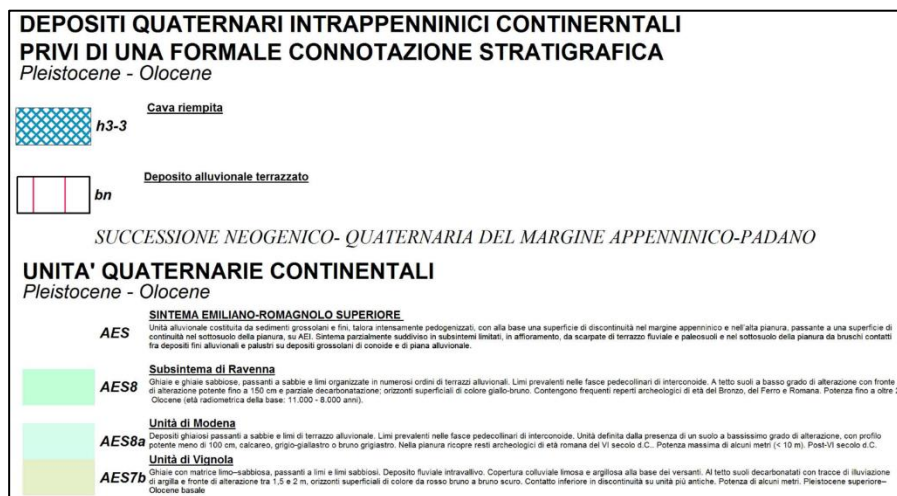 DEPOSITI QUATERNARI INTRAPPENNINICI CONTINERNTALI
PRIVI DI UNA FORMALE CONNOTAZIONE STRATIGRAFICA
Pleistocene - Olocene
Cava riempita
h3-3
Deposito alluvionale terrazzato
bn
SUCCESSIONE NEOGENICO- QUATERNARIA DEL MARGINE APPENNINICO-PADANO
UNITA' QUATERNARIE CONTINENTALI
Pleistocene - Olocene
SINTEMA EMILIANO-ROMAGNOLO SUPERIORE
AES
Unità alluvionale costituita da sedimenti grossolani e fini, talora intensamente pedogenizzati, con alla base una superficie di discontinuità nel margine appenninico e nell'alta pianura, passante a una superficie di
continuità nel sottosuolo della pianura, su AEI. Sintema parzialmente suddiviso in subsintemi limitati, in affioramento, da scarpate di terrazzo fluviale e paleosuoli e nel sottosuolo della pianura da bruschi contatti
fra depositi fini alluvionali e palustri su depositi grossolani di conoide e di piana alluvionale.
Subsintema di Ravenna
AES8
Ghiaie e ghiaie sabbiose, passanti a sabbie e limi organizzate in numerosi ordini di terrazzi alluvionali. Limi prevalenti nelle fasce pedecollinari di interconoide. A tetto suoli a basso grado di alterazione con fronte
di alterazione potente fino a 150 cm e parziale decarbonatazione; orizzonti superficiali di colore giallo-bruno. Contengono frequenti reperti archeologici di età del Bronzo, del Ferro e Romana. Potenza fino a oltre 2
Olocene (età radiometrica della base: 11.000 - 8.000 anni).
Unità di Modena
AES8a
Depositi ghiaiosi passanti a sabbie e limi di terrazzo alluvionale. Limi prevalenti nelle fasce pedecollinari di interconoide. Unità definita dalla presenza di un suolo a bassissimo grado di alterazione, con profilo
potente meno di 100 cm, calcareo, grigio-giallastro o bruno grigiastro. Nella pianura ricopre resti archeologici di età romana del VI secolo d.C.. Potenza massima di alcuni metri (< 10 m). Post-VI secolo d.C.
Unità di Vignola
AES7b
Ghiaie con matrice limo-sabbiosa, passanti a limi e limi sabbiosi. Deposito fluviale intravallivo. Copertura colluviale limosa e argillosa alla base dei versanti. Al tetto suoli decarbonatati con tracce di illuviazione
di argilla e fronte di alterazione tra 1,5 e 2 m, orizzonti superficiali di colore da rosso bruno a bruno scuro. Contatto inferiore in discontinuità su unità più antiche. Potenza di alcuni metri. Pleistocene superiore–
Olocene basale